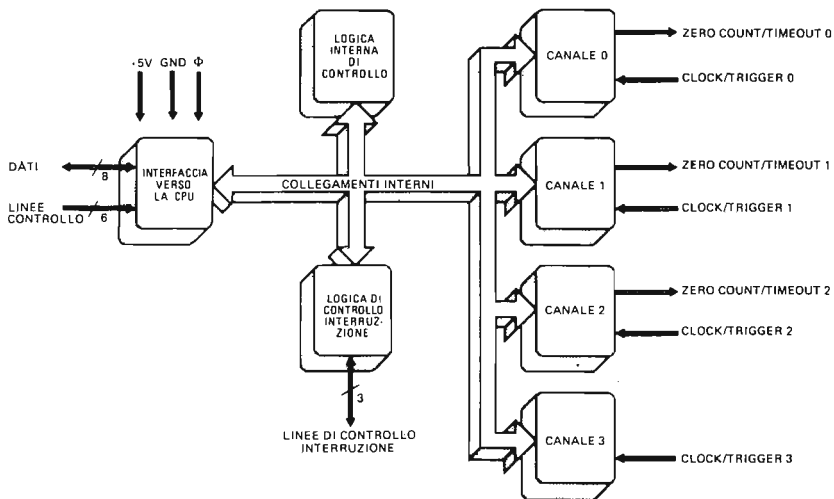 +5V GND Φ
DATI
8
LINEE
CONTROLLO
6
INTERFACCIA
VERSO
LA CPU
LOGICA
INTERNA
DI
CONTROLLO
COLLEGAMENTI INTERNI
LOGICA DI
CONTROLLO
INTERRUZ-
ZIONE
3
LINEE DI CONTROLLO
INTERRUZIONE
CANALE 0
ZERO COUNT/TIMEOUT 0
CLOCK/TRIGGER 0
CANALE 1
ZERO COUNT/TIMEOUT 1
CLOCK/TRIGGER 1
CANALE 2
ZERO COUNT/TIMEOUT 2
CLOCK/TRIGGER 2
CANALE 3
CLOCK/TRIGGER 3